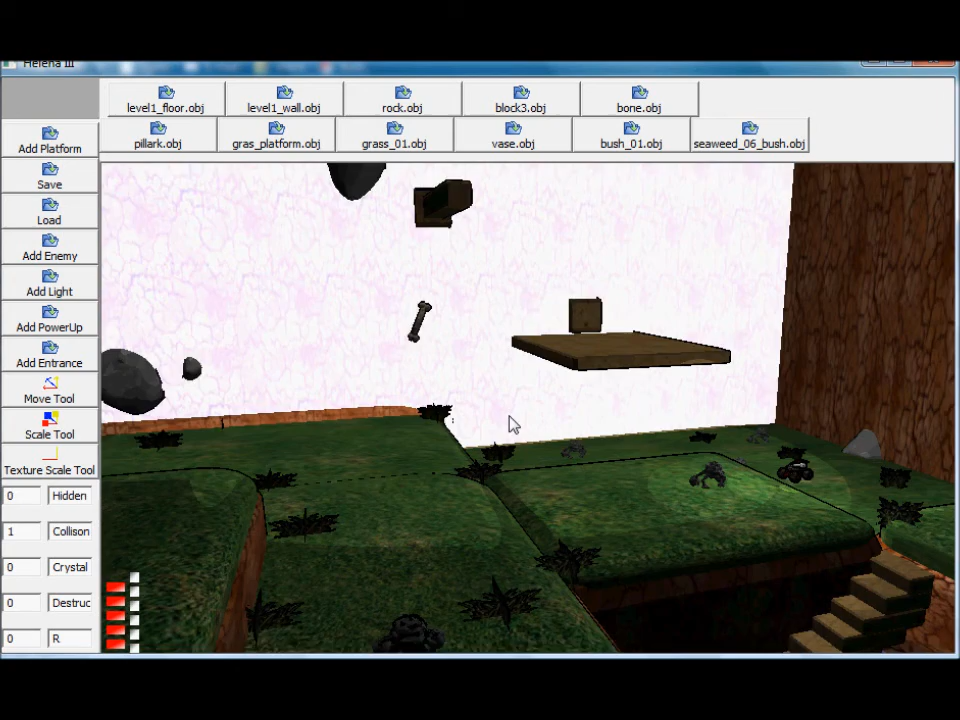 Helena III
level1_floor.obj
level1_wall.obj
rock.obj
block3.obj
bone.obj
pillark.obj
gras_platform.obj
grass_01.obj
vase.obj
bush_01.obj
seaweed_06_bush.obj
Add Platform
Save
Load
Add Enemy
Add Light
Add PowerUp
Add Entrance
Move Tool
Scale Tool
Texture Scale Tool
0 Hidden
1 Collison
0 Crystal
0 Destruc
0 R